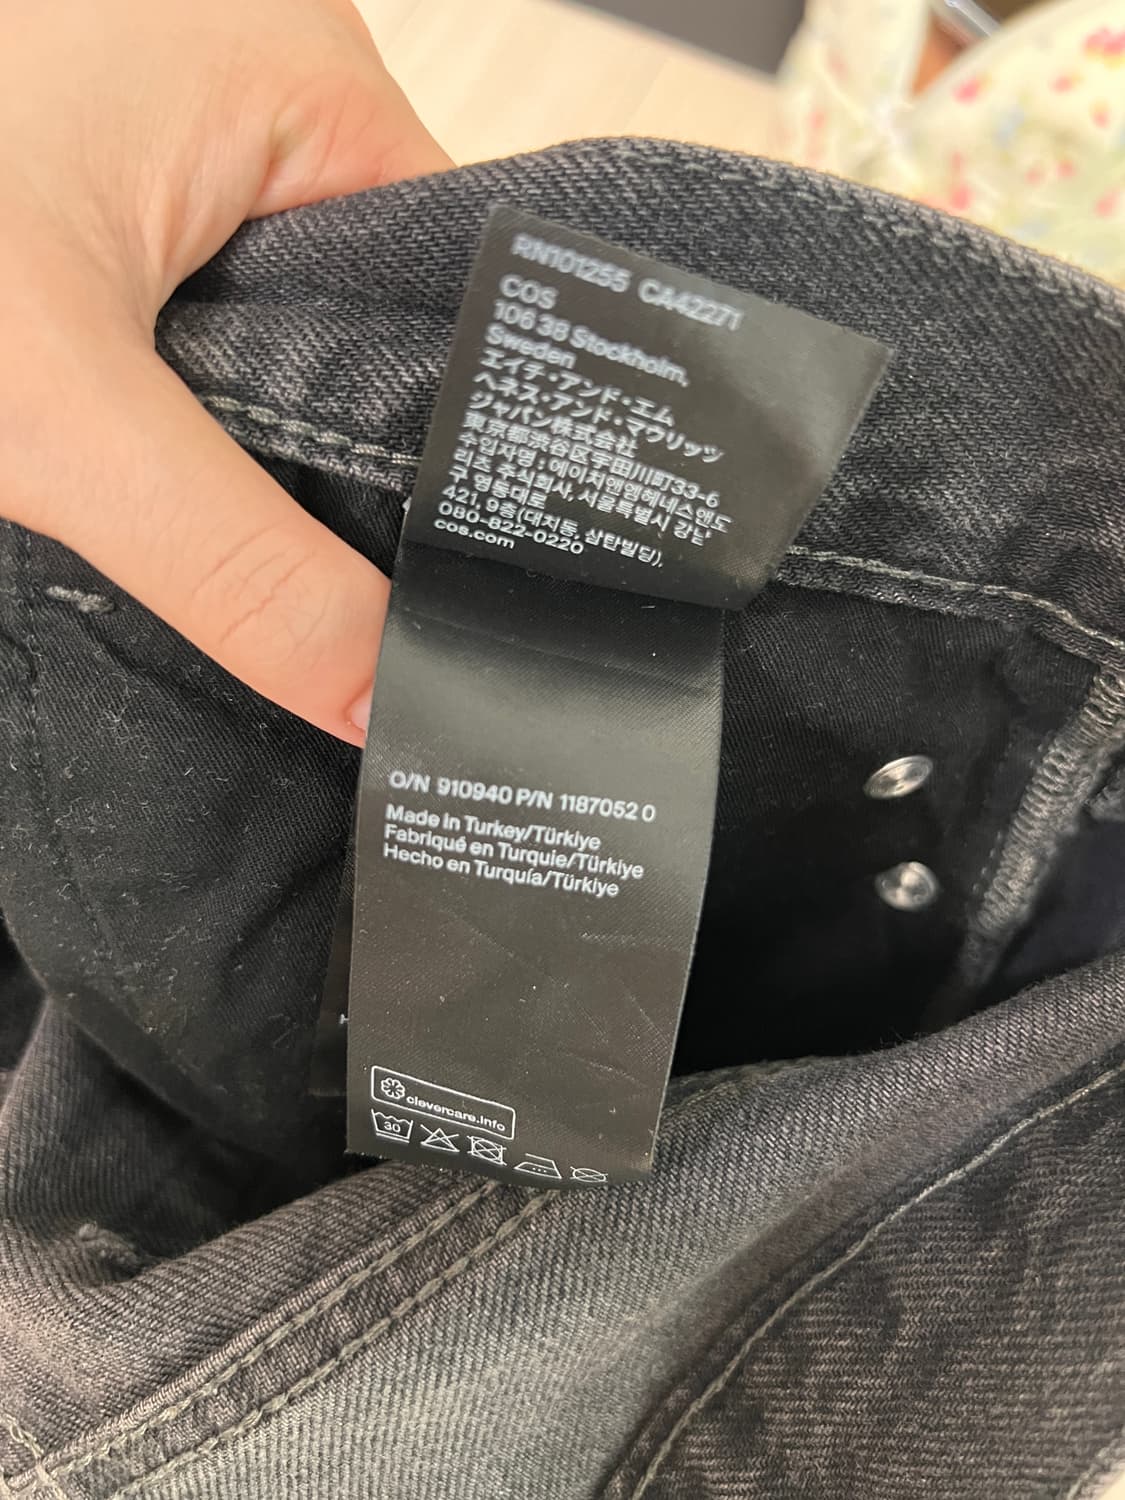 RN101255 CA42271
COS
106 38 Stockholm,
Sweden
エイチ・アンド・エム
ヘネス・アンド・マウリッツ
ジャパン株式会社
東京都渋谷区宇田川町33-6
수입자명 : 에이치앤엠헤네스앤모
리츠 주식회사, 서울특별시 강남
구 영동대로
421, 9층(대치동, 삼탄빌딩),
080-822-0220
cos.com
O/N 910940 P/N 1187052 0
Made in Turkey/Türkiye
Fabriqué en Turquie/Türkiye
Hecho en Turquía/Türkiye
clevercare.info
30